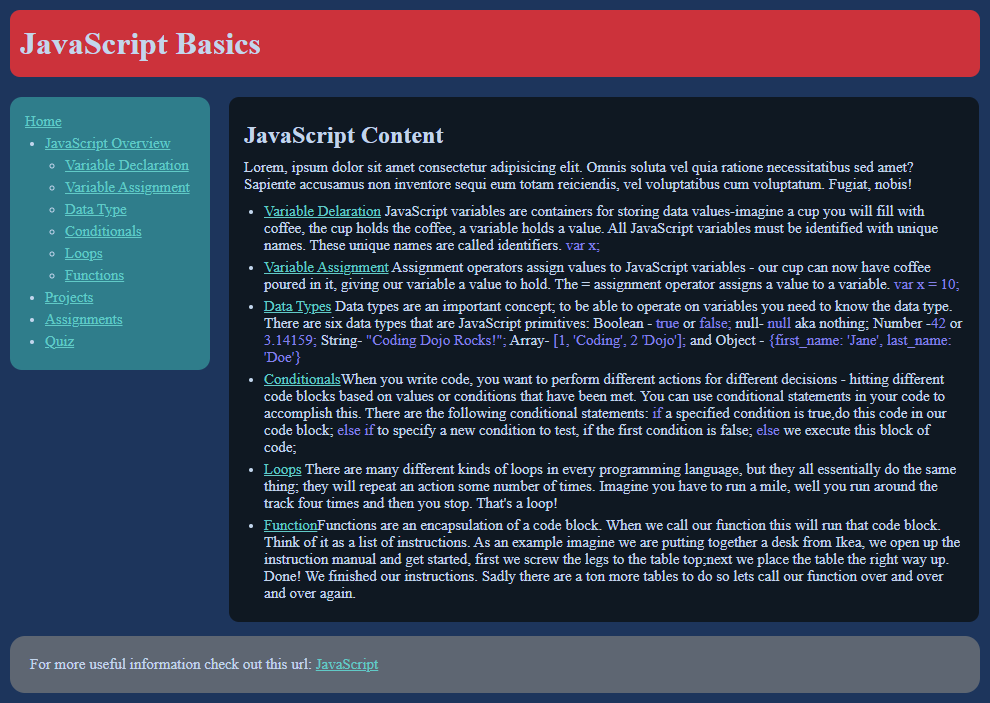 JavaScript Basics
Home
JavaScript Overview
Variable Declaration
Variable Assignment
Data Type
Conditionals
Loops
Functions
Projects
Assignments
Quiz
JavaScript Content
Lorem, ipsum dolor sit amet consectetur adipisicing elit. Omnis soluta vel quia ratione necessitatibus sed amet?
Sapiente accusamus non inventore sequi eum totam reiciendis, vel voluptatibus cum voluptatum. Fugiat, nobis!
Variable Delaration JavaScript variables are containers for storing data values-imagine a cup you will fill with
coffee, the cup holds the coffee, a variable holds a value. All JavaScript variables must be identified with unique
names. These unique names are called identifiers. var x;
Variable Assignment Assignment operators assign values to JavaScript variables - our cup can now have coffee
poured in it, giving our variable a value to hold. The = assignment operator assigns a value to a variable. var x = 10;
Data Types Data types are an important concept; to be able to operate on variables you need to know the data type.
There are six data types that are JavaScript primitives: Boolean - true or false; null- null aka nothing; Number -42 or
3.14159; String- "Coding Dojo Rocks!"; Array- [1, 'Coding', 2 'Dojo']; and Object - {first_name: 'Jane', last_name:
'Doe'}
ConditionalsWhen you write code, you want to perform different actions for different decisions - hitting different
code blocks based on values or conditions that have been met. You can use conditional statements in your code to
accomplish this. There are the following conditional statements: if a specified condition is true,do this code in our
code block; else if to specify a new condition to test, if the first condition is false; else we execute this block of
code;
Loops There are many different kinds of loops in every programming language, but they all essentially do the same
thing; they will repeat an action some number of times. Imagine you have to run a mile, well you run around the
track four times and then you stop. That's a loop!
FunctionFunctions are an encapsulation of a code block. When we call our function this will run that code block.
Think of it as a list of instructions. As an example imagine we are putting together a desk from Ikea, we open up the
instruction manual and get started, first we screw the legs to the table top;next we place the table the right way up.
Done! We finished our instructions. Sadly there are a ton more tables to do so lets call our function over and over
and over again.
For more useful information check out this url: JavaScript